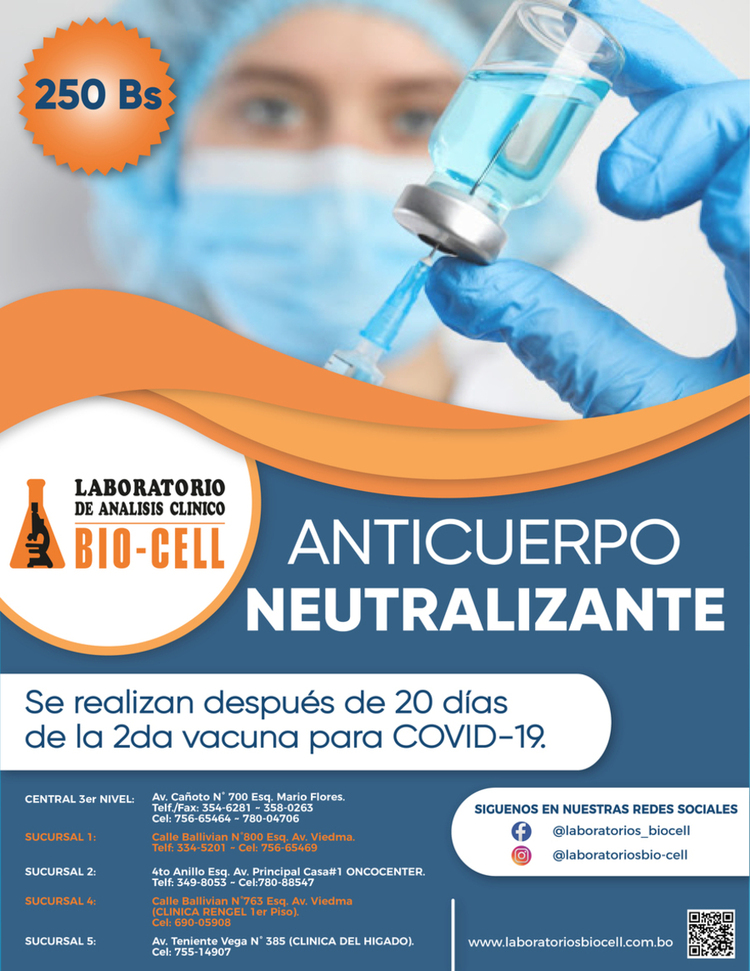 250 Bs
LABORATORIO
DE ANALISIS CLINICO
BIO-CELL
ANTICUERPO
NEUTRALIZANTE
Se realizan después de 20 días
de la 2da vacuna para COVID-19.
CENTRAL 3er NIVEL:
Av. Cañoto N° 700 Esq. Mario Flores.
Telf./Fax: 354-6281 - 358-0263
Cel: 756-65464 - 780-04706
SUCURSAL 1:
Calle Ballivian N°800 Esq. Av. Viedma.
Telf: 334-5201 - Cel: 756-65469
SUCURSAL 2:
4to Anillo Esq. Av. Principal Casa#1 ONCOCENTER.
Telf: 349-8053 - Cel:780-88547
SUCURSAL 4:
Calle Ballivian N°763 Esq. Av. Viedma
(CLINICA RENGEL 1er Piso).
Cel: 690-05908
SUCURSAL 5:
Av. Teniente Vega N° 385 (CLINICA DEL HIGADO).
Cel: 755-14907
SIGUENOS EN NUESTRAS REDES SOCIALES
@laboratorios_biocell
@laboratoriosbio-cell
www.laboratoriosbiocell.com.bo